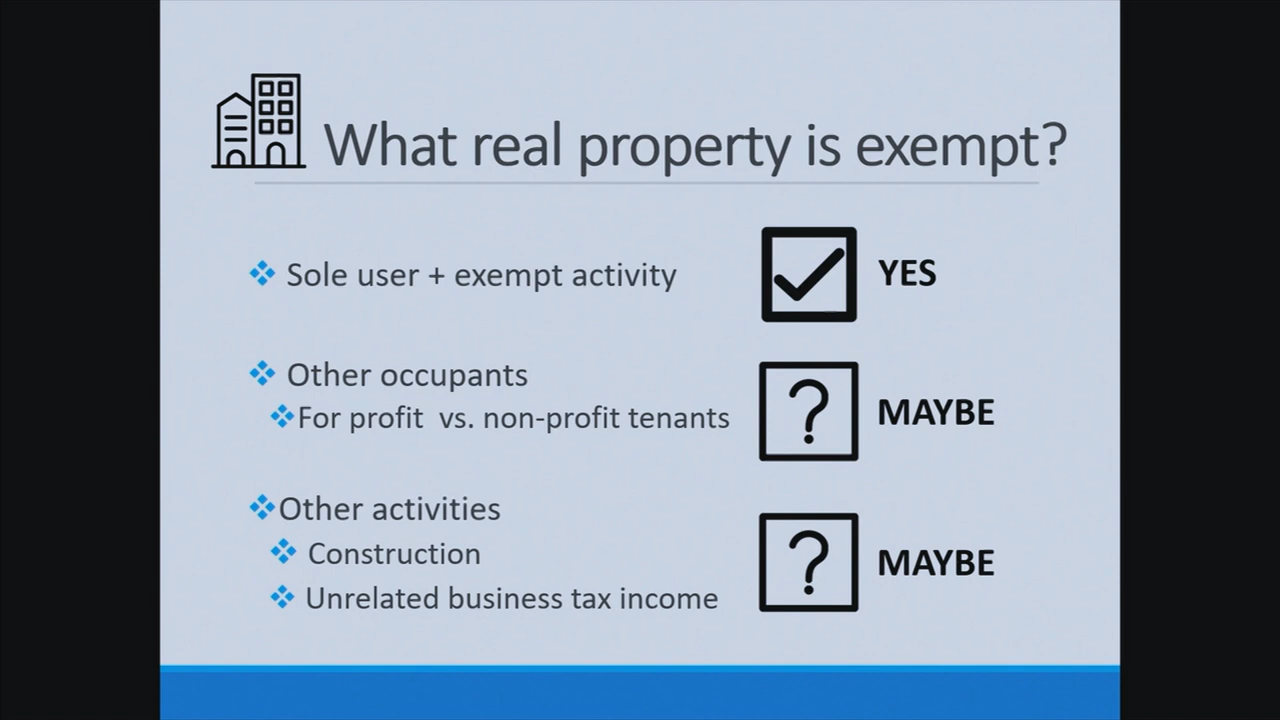 What real property is exempt?
Sole user + exempt activity
YES
Other occupants
For profit vs. non-profit tenants
?
MAYBE
Other activities
Construction
Unrelated business tax income
?
MAYBE